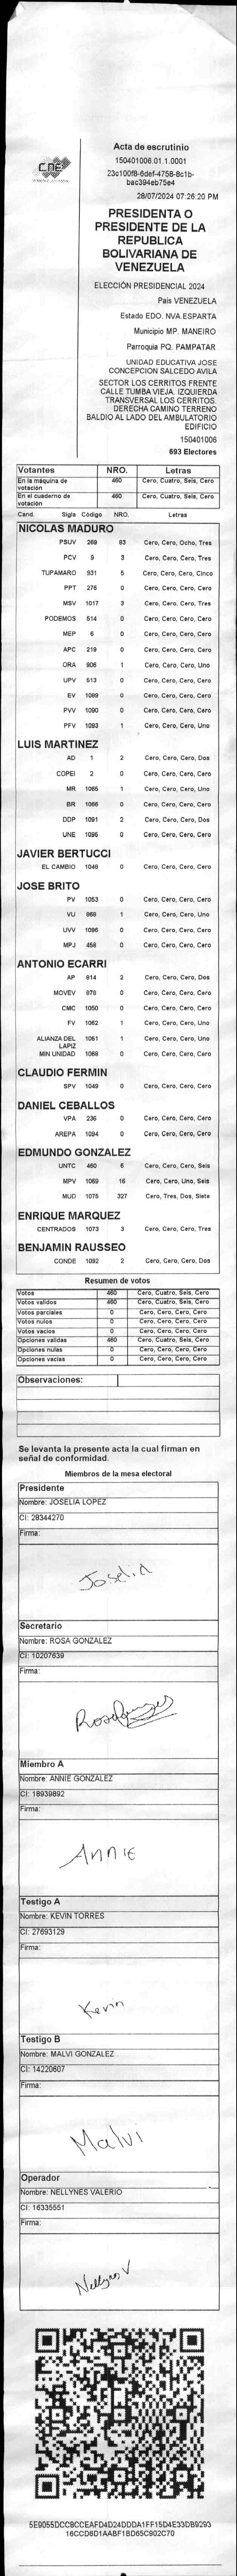 CNE
Acta de escrutinio
150401006.01.1.0001
23c100f8-6def-4758-8c1b-
bac394eb75e4
28/07/2024 07:26:20 PM
PRESIDENTA O
PRESIDENTE DE LA
REPUBLICA
BOLIVARIANA DE
VENEZUELA
ELECCIÓN PRESIDENCIAL 2024
País VENEZUELA
Estado EDO. NVA.ESPARTA
Municipio MP. MANEIRO
Parroquia PQ. PAMPATAR
UNIDAD EDUCATIVA JOSE
CONCEPCION SALCEDO AVILA
SECTOR LOS CERRITOS FRENTE
CALLE TUMBA VIEJA. IZQUIERDA
TRANSVERSAL LOS CERRITOS.
DERECHA CAMINO TERRENO
BALDIO AL LADO DEL AMBULATORIO
EDIFICIO
150401006
693 Electores
Votantes NRO. Letras
En la máquina de votación 460 Cero, Cuatro, Seis, Cero
En el cuaderno de votación 460 Cero, Cuatro, Seis, Cero
Cand. Sigla Código NRO. Letras
NICOLAS MADURO
PSUV 269 83 Cero, Cero, Ocho, Tres
PCV 9 3 Cero, Cero, Cero, Tres
TUPAMARO 931 5 Cero, Cero, Cero, Cinco
PPT 276 0 Cero, Cero, Cero, Cero
MSV 1017 3 Cero, Cero, Cero, Tres
PODEMOS 514 0 Cero, Cero, Cero, Cero
MEP 6 0 Cero, Cero, Cero, Cero
APC 219 0 Cero, Cero, Cero, Cero
ORA 906 1 Cero, Cero, Cero, Uno
UPV 513 0 Cero, Cero, Cero, Cero
EV 1089 0 Cero, Cero, Cero, Cero
PVV 1090 0 Cero, Cero, Cero, Cero
PFV 1093 1 Cero, Cero, Cero, Uno
LUIS MARTINEZ
AD 1 2 Cero, Cero, Cero, Dos
COPEI 2 0 Cero, Cero, Cero, Cero
MR 1065 1 Cero, Cero, Cero, Uno
BR 1066 0 Cero, Cero, Cero, Cero
DDP 1091 2 Cero, Cero, Cero, Dos
UNE 1095 0 Cero, Cero, Cero, Cero
JAVIER BERTUCCI
EL CAMBIO 1048 0 Cero, Cero, Cero, Cero
JOSE BRITO
PV 1053 0 Cero, Cero, Cero, Cero
VU 868 1 Cero, Cero, Cero, Uno
UVV 1096 0 Cero, Cero, Cero, Cero
MPJ 458 0 Cero, Cero, Cero, Cero
ANTONIO ECARRI
AP 814 2 Cero, Cero, Cero, Dos
MOVEV 878 0 Cero, Cero, Cero, Cero
CMC 1050 0 Cero, Cero, Cero, Cero
FV 1062 1 Cero, Cero, Cero, Uno
ALIANZA DEL LAPIZ 1051 1 Cero, Cero, Cero, Uno
MIN UNIDAD 1068 0 Cero, Cero, Cero, Cero
CLAUDIO FERMIN
SPV 1049 0 Cero, Cero, Cero, Cero
DANIEL CEBALLOS
VPA 236 0 Cero, Cero, Cero, Cero
AREPA 1094 0 Cero, Cero, Cero, Cero
EDMUNDO GONZALEZ
UNTC 460 6 Cero, Cero, Cero, Seis
MPV 1069 16 Cero, Cero, Uno, Seis
MUD 1075 327 Cero, Tres, Dos, Siete
ENRIQUE MARQUEZ
CENTRADOS 1073 3 Cero, Cero, Cero, Tres
BENJAMIN RAUSSEO
CONDE 1092 2 Cero, Cero, Cero, Dos
Resumen de votos
Votos 460 Cero, Cuatro, Seis, Cero
Votos validos 460 Cero, Cuatro, Seis, Cero
Votos parciales 0 Cero, Cero, Cero, Cero
Votos nulos 0 Cero, Cero, Cero, Cero
Votos vacios 0 Cero, Cero, Cero, Cero
Opciones validas 460 Cero, Cuatro, Seis, Cero
Opciones nulas 0 Cero, Cero, Cero, Cero
Opciones vacias 0 Cero, Cero, Cero, Cero
Observaciones:
Se levanta la presente acta la cual firman en
señal de conformidad.
Miembros de la mesa electoral
Presidente
Nombre: JOSELIA LOPEZ
CI: 28344270
Firma:
Joselia
Secretario
Nombre: ROSA GONZALEZ
CI: 10207639
Firma:
Miembro A
Nombre: ANNIE GONZALEZ
CI: 18939892
Firma:
ANNIE
Testigo A
Nombre: KEVIN TORRES
CI: 27693129
Firma:
Kevin
Testigo B
Nombre: MALVI GONZALEZ
CI: 14220607
Firma:
Malvi
Operador
Nombre: NELLYNES VALERIO
CI: 16335551
Firma:
Nellynes V
5E9055DCC8CCEAFD4D24DDDA1FF15D4E33DB9293
16CCD6D1AABF1BD65C902C70